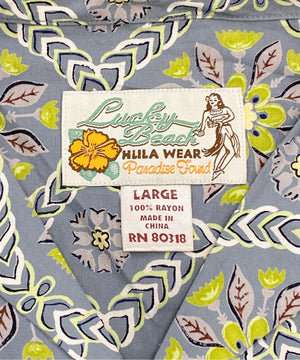 Lucky
Beach
HULA WEAR
Paradise Found
LARGE
100% RAYON
MADE IN
CHINA
RN 80318